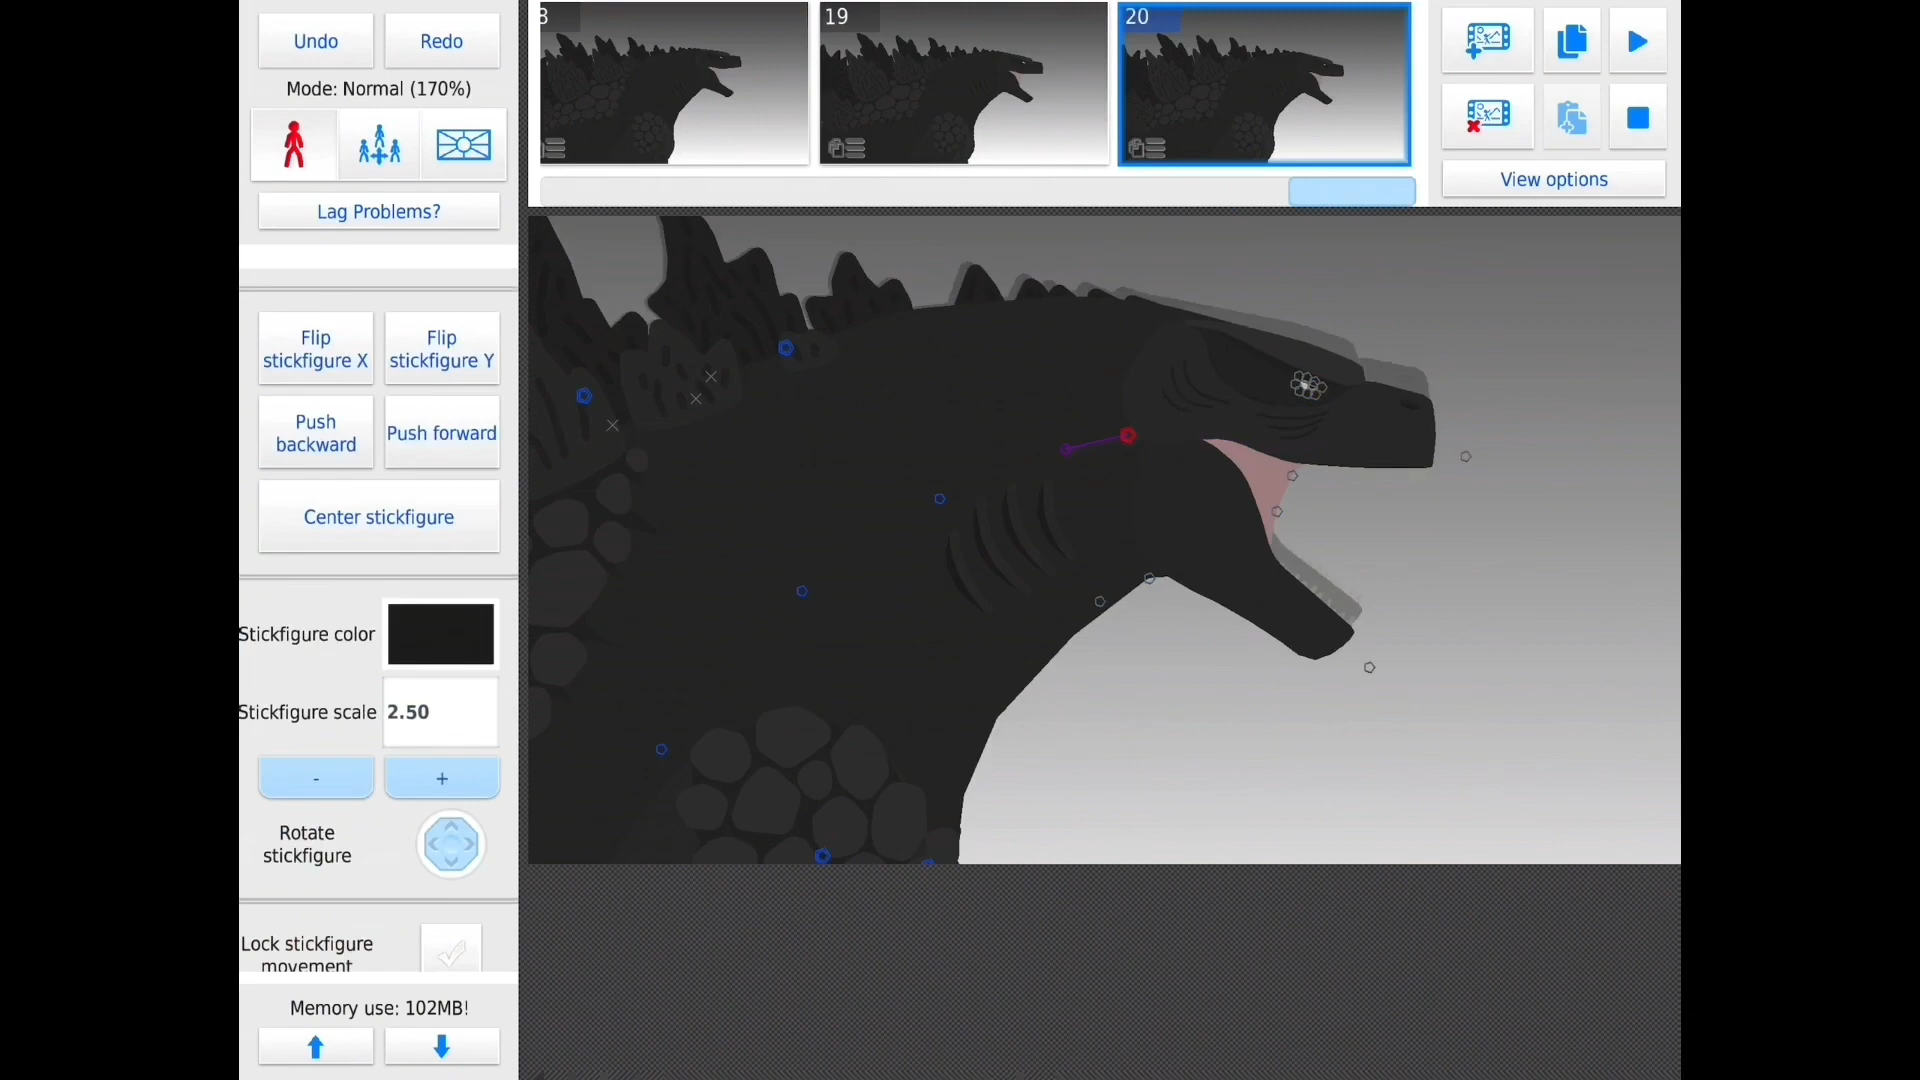 Undo
Redo
Mode: Normal (170%)
Lag Problems?
Flip
stickfigure X
Flip
stickfigure Y
Push
backward
Push forward
Center stickfigure
Stickfigure color
Stickfigure scale
2.50
-
+
Rotate
stickfigure
Lock stickfigure
movement
Memory use: 102MB!
8
19
20
View options